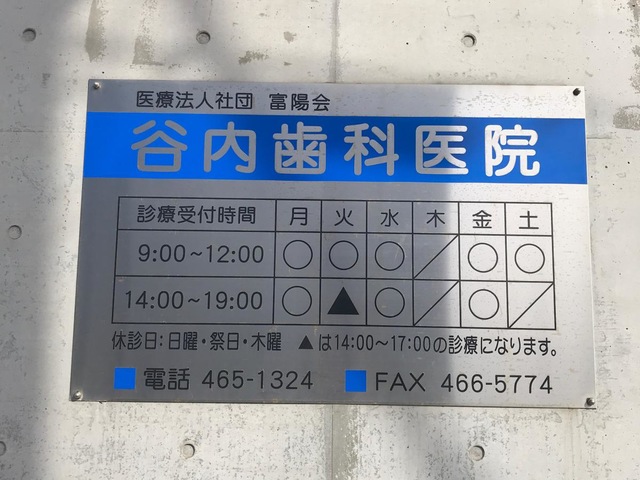 医療法人社団 富陽会
谷内歯科医院
診療受付時間 月 火 水 木 金 土
9:00~12:00 ○ ○ ○ ／ ○ ○
14:00~19:00 ○ ▲ ○ ／ ○ ／
休診日:日曜・祭日・木曜 ▲は14:00~17:00の診療になります。
■ 電話 465-1324 ■ FAX 466-5774